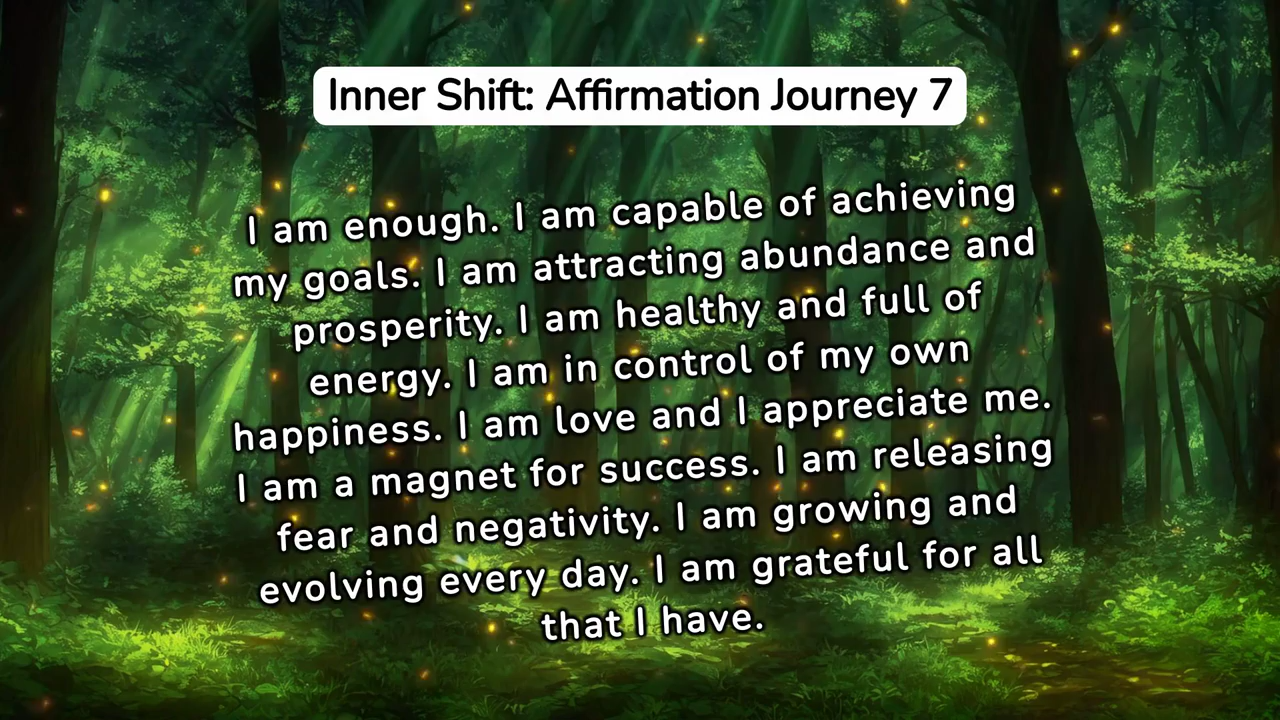 Inner Shift: Affirmation Journey 7
I am enough. I am capable of achieving
my goals. I am attracting abundance and
prosperity. I am healthy and full of
energy. I am in control of my own
happiness. I am love and I appreciate me.
I am a magnet for success. I am releasing
fear and negativity. I am growing and
evolving every day. I am grateful for all
that I have.